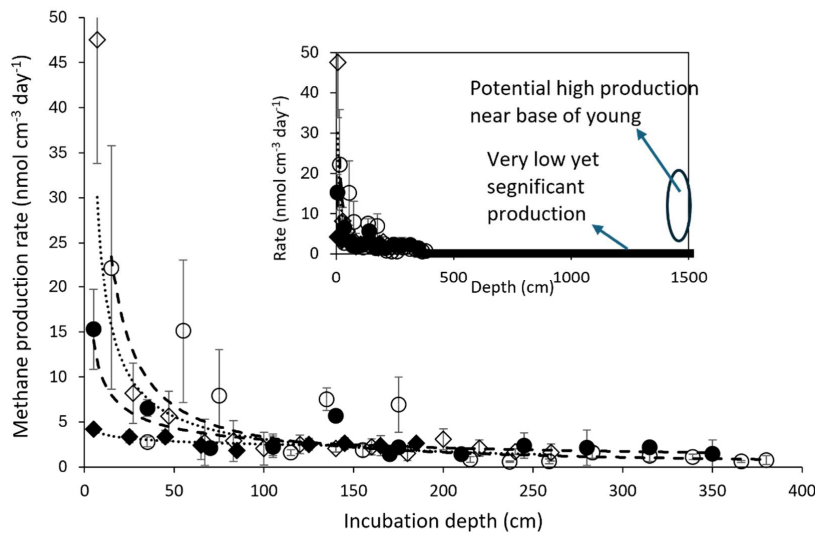 50
45
40
35
30
25
20
15
10
5
0
0 50 100 150 200 250 300 350 400
Methane production rate (nmol cm⁻³ day⁻¹)
Incubation depth (cm)
50
40
30
20
10
0
0 500 1000 1500
Rate (nmol cm⁻³ day⁻¹)
Depth (cm)
Potential high production
near base of young
Very low yet
segnificant
production